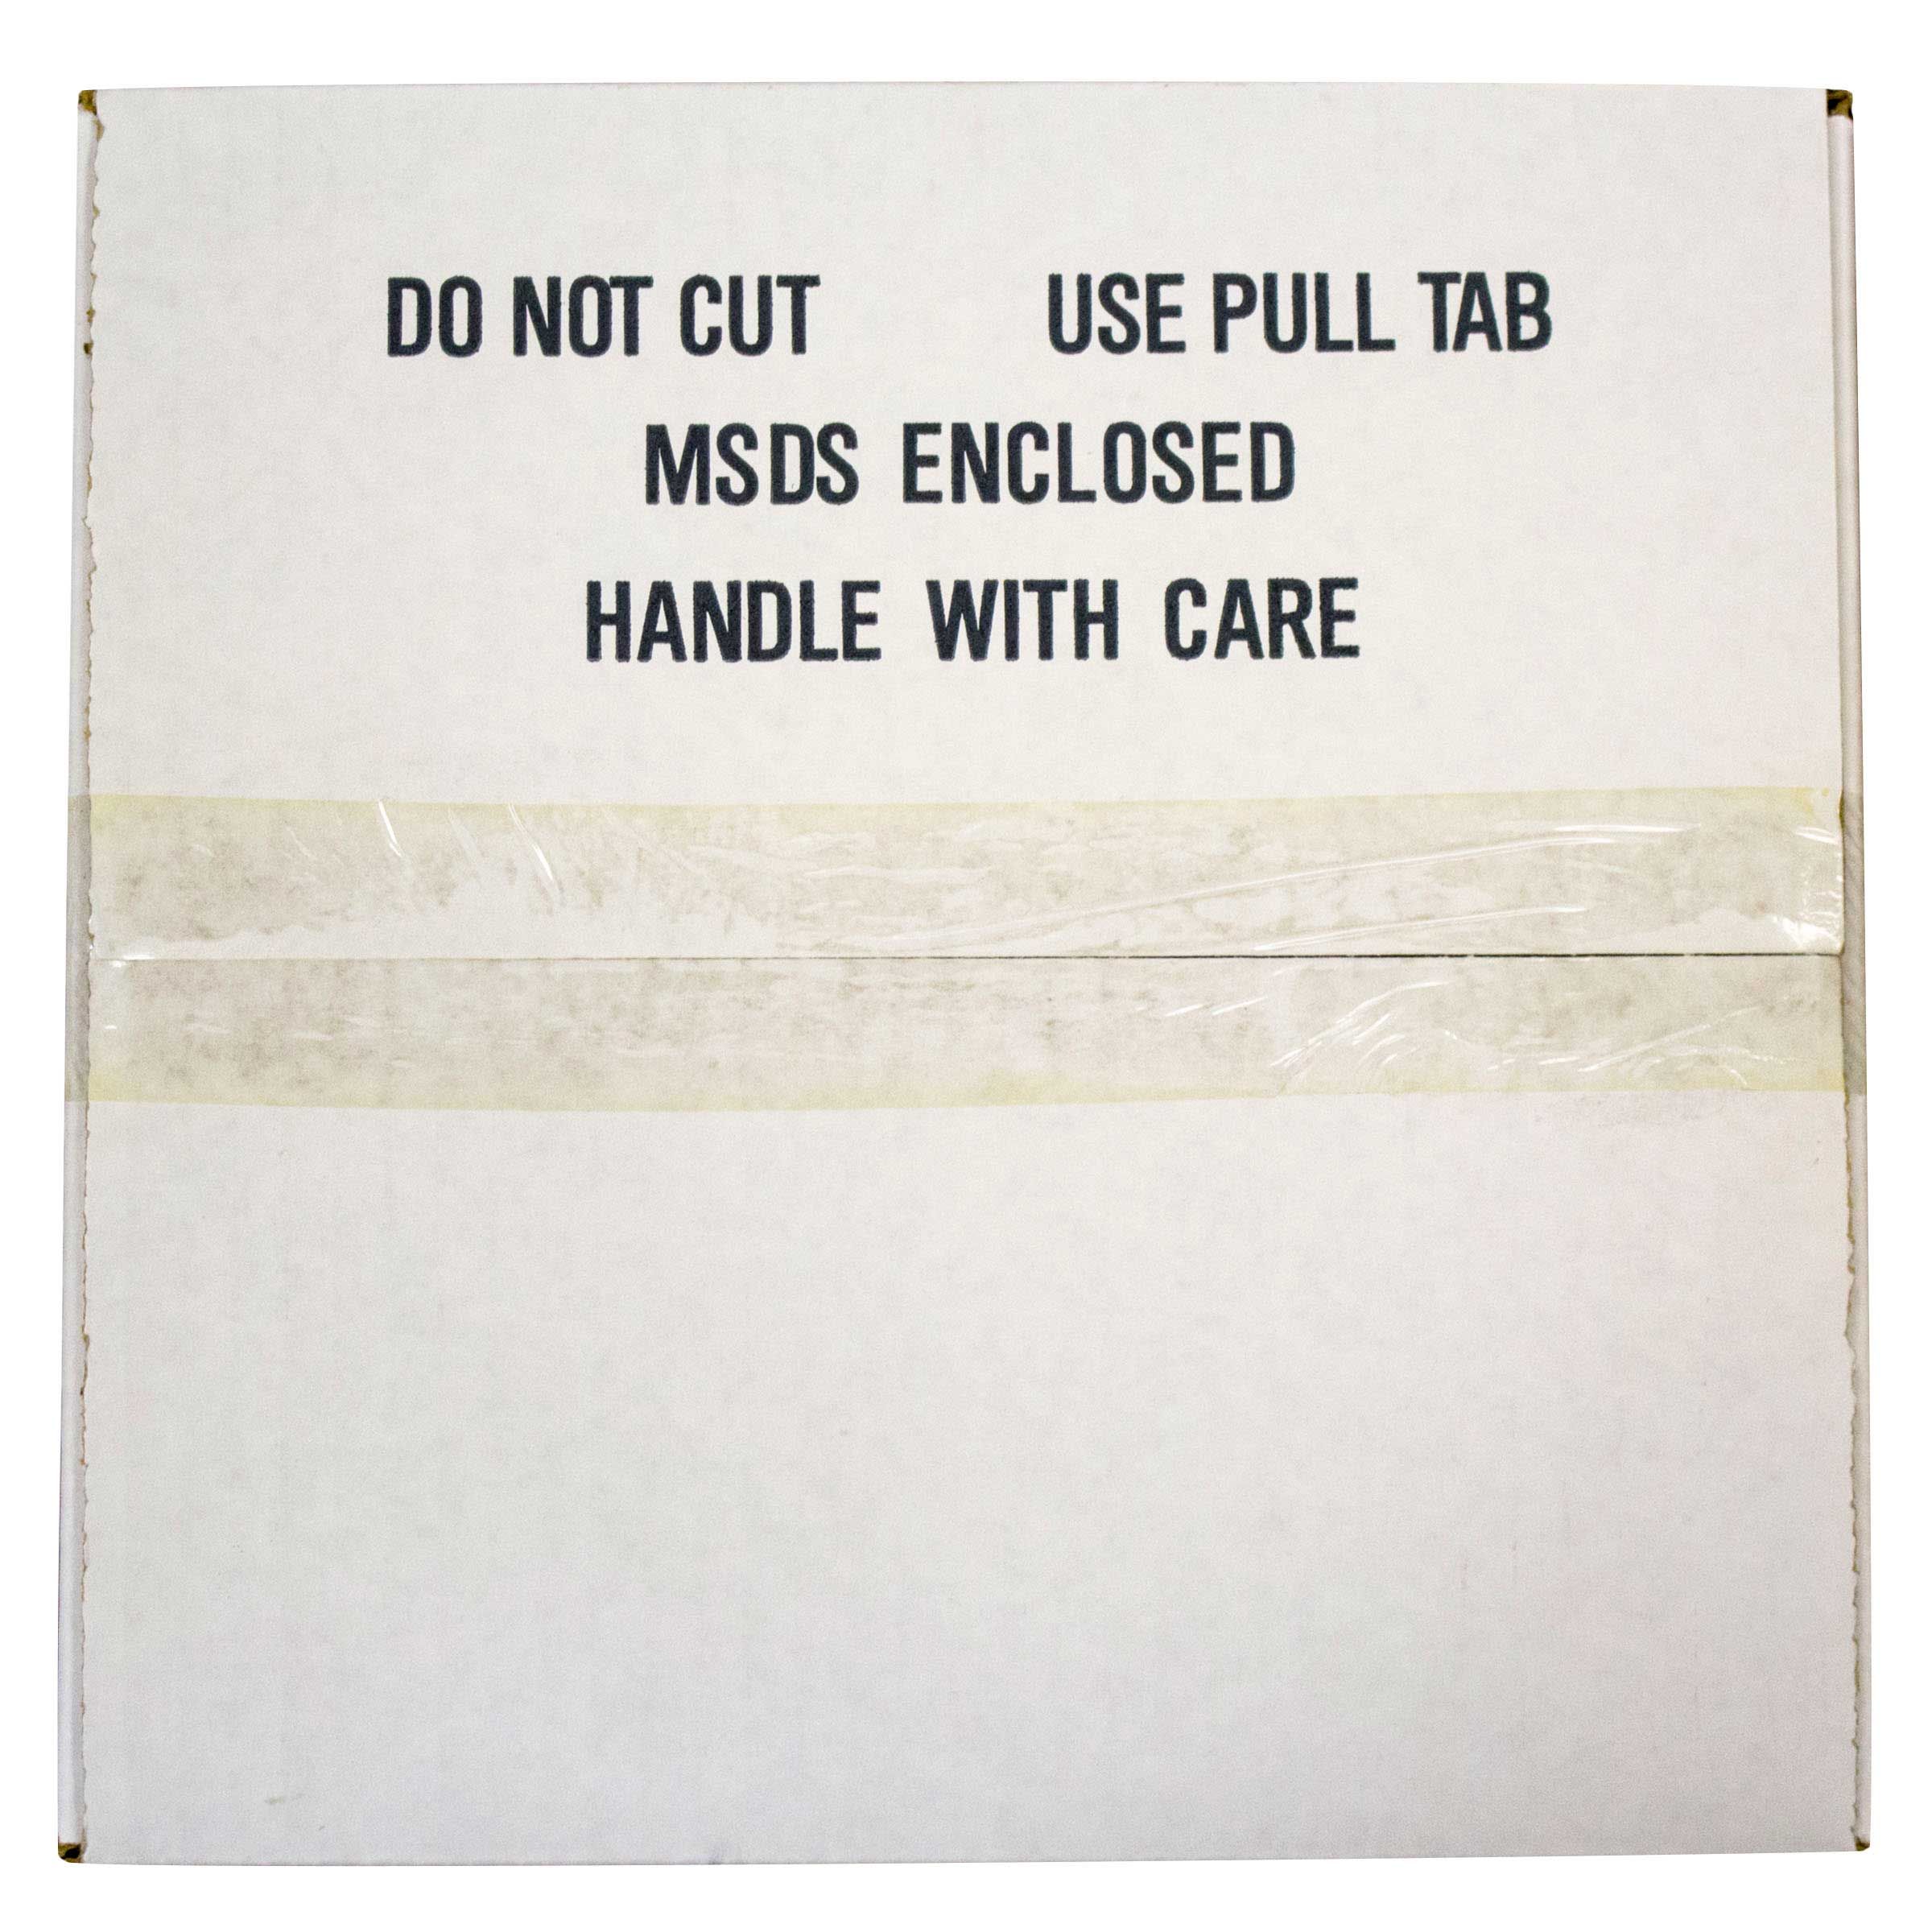 DO NOT CUT USE PULL TAB
MSDS ENCLOSED
HANDLE WITH CARE